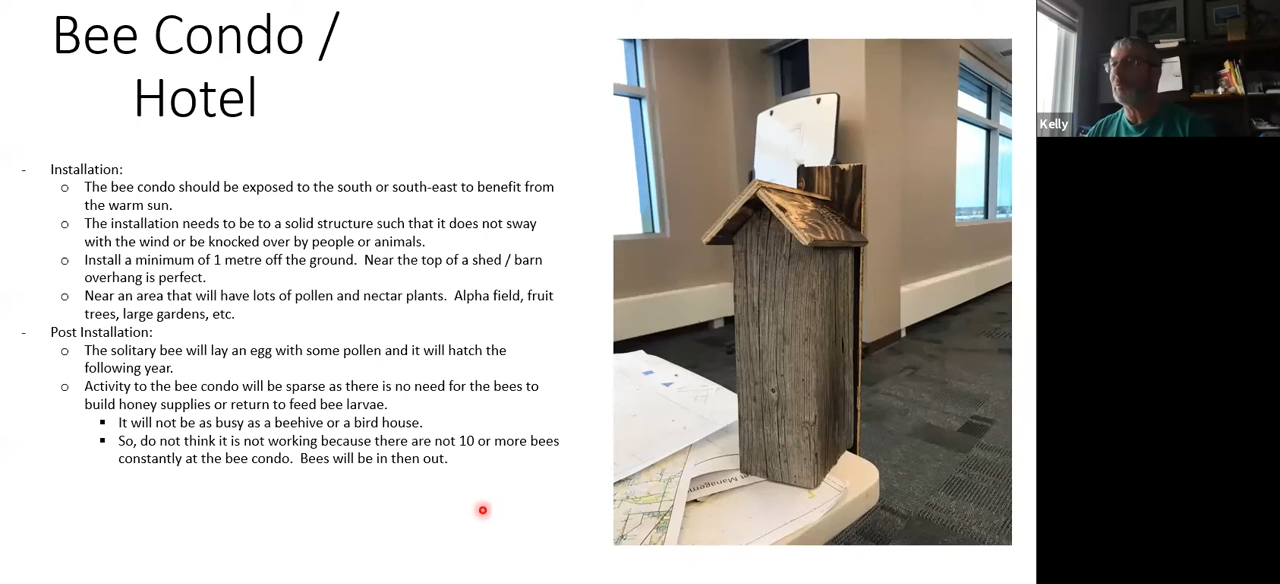 Bee Condo /
Hotel
- Installation:
o The bee condo should be exposed to the south or south-east to benefit from
the warm sun.
o The installation needs to be to a solid structure such that it does not sway
with the wind or be knocked over by people or animals.
o Install a minimum of 1 metre off the ground. Near the top of a shed / barn
overhang is perfect.
o Near an area that will have lots of pollen and nectar plants. Alpha field, fruit
trees, large gardens, etc.
- Post Installation:
o The solitary bee will lay an egg with some pollen and it will hatch the
following year.
o Activity to the bee condo will be sparse as there is no need for the bees to
build honey supplies or return to feed bee larvae.
▪ It will not be as busy as a beehive or a bird house.
▪ So, do not think it is not working because there are not 10 or more bees
constantly at the bee condo. Bees will be in then out.
Management
Kelly